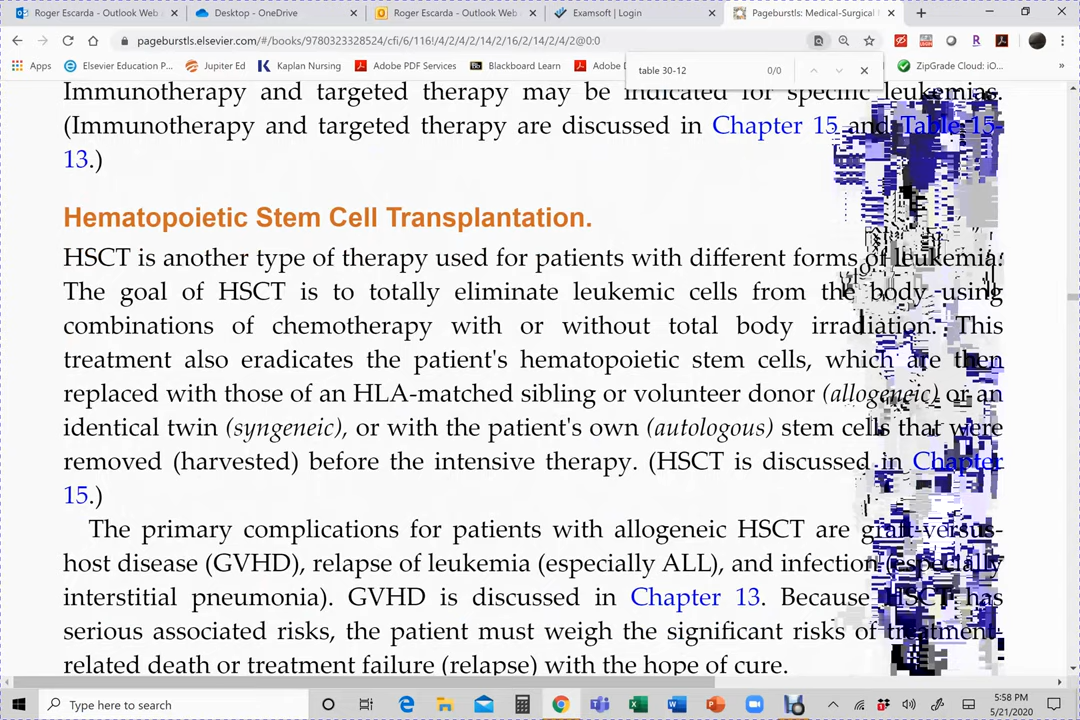 Roger Escarda - Outlook Web
Desktop - OneDrive
Roger Escarda - Outlook Web
Examsoft | Login
Pageburstls: Medical-Surgical
pageburstls.elsevier.com/#/books/9780323328524/cfi/6/116!/4/2/4/2/14/2/16/2/14/2/4/2@0:0
Apps
Elsevier Education P...
Jupiter Ed
Kaplan Nursing
Adobe PDF Services
Blackboard Learn
Adobe
ZipGrade Cloud: iO...
table 30-12
0/0
Immunotherapy and targeted therapy may be indicated for specific leukemias.
(Immunotherapy and targeted therapy are discussed in Chapter 15 and Table 15-
13.)
Hematopoietic Stem Cell Transplantation.
HSCT is another type of therapy used for patients with different forms of leukemia.
The goal of HSCT is to totally eliminate leukemic cells from the body using
combinations of chemotherapy with or without total body irradiation. This
treatment also eradicates the patient's hematopoietic stem cells, which are then
replaced with those of an HLA-matched sibling or volunteer donor (allogeneic) or an
identical twin (syngeneic), or with the patient's own (autologous) stem cells that were
removed (harvested) before the intensive therapy. (HSCT is discussed in Chapter
15.)
The primary complications for patients with allogeneic HSCT are graft-versus-
host disease (GVHD), relapse of leukemia (especially ALL), and infection (especially
interstitial pneumonia). GVHD is discussed in Chapter 13. Because HSCT has
serious associated risks, the patient must weigh the significant risks of treatment-
related death or treatment failure (relapse) with the hope of cure.
Type here to search
5:58 PM
5/21/2020